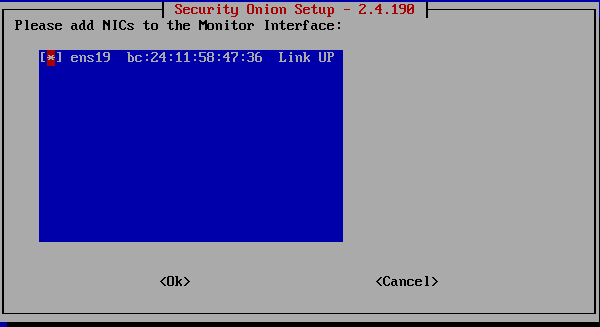 Security Onion Setup - 2.4.190
Please add NICs to the Monitor Interface:
[*] ens19  bc:24:11:58:47:36  Link UP
<Ok>
<Cancel>